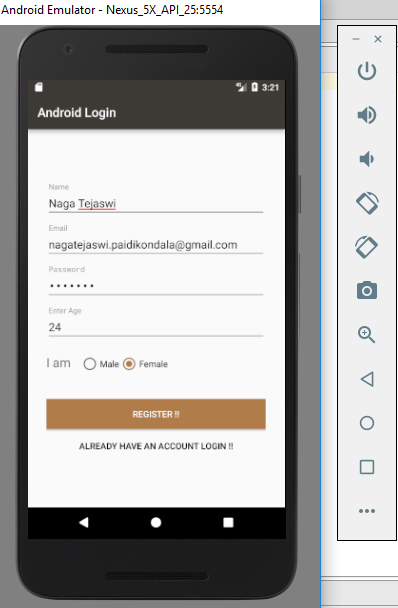 Android Emulator - Nexus_5X_API_25:5554
3:21
Android Login
Name
Naga Tejaswi
Email
nagatejaswi.paidikondala@gmail.com
Password
•••••••
Enter Age
24
I am Male Female
REGISTER !!
ALREADY HAVE AN ACCOUNT LOGIN !!